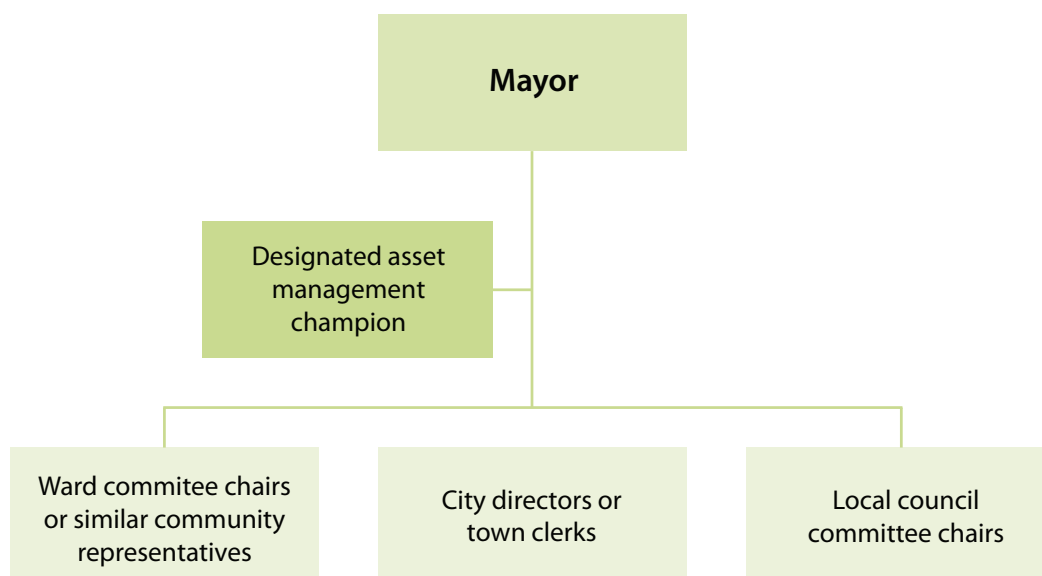 Mayor
Designated asset
management
champion
Ward commitee chairs
or similar community
representatives
City directors or
town clerks
Local council
committee chairs